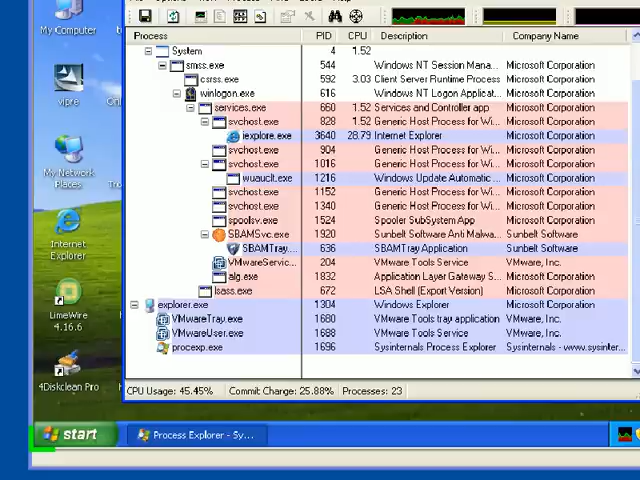 My Computer
vipre
My Network
Places
Internet
Explorer
LimeWire
4.16.6
4Diskclean Pro
Process PID CPU Description Company Name
System 4 1.52
smss.exe 544 Windows NT Session Mana... Microsoft Corporation
csrss.exe 592 3.03 Client Server Runtime Process Microsoft Corporation
winlogon.exe 616 Windows NT Logon Applicat... Microsoft Corporation
services.exe 660 1.52 Services and Controller app Microsoft Corporation
svchost.exe 828 1.52 Generic Host Process for Wi... Microsoft Corporation
iexplore.exe 3640 28.79 Internet Explorer Microsoft Corporation
svchost.exe 904 Generic Host Process for Wi... Microsoft Corporation
svchost.exe 1016 Generic Host Process for Wi... Microsoft Corporation
wuauclt.exe 1216 Windows Update Automatic ... Microsoft Corporation
svchost.exe 1152 Generic Host Process for Wi... Microsoft Corporation
svchost.exe 1340 Generic Host Process for Wi... Microsoft Corporation
spoolsv.exe 1524 Spooler SubSystem App Microsoft Corporation
SBAMSvc.exe 1920 Sunbelt Software Anti Malwa... Sunbelt Software
SBAMTray.... 636 SBAMTray Application Sunbelt Software
VMwareServic... 204 VMware Tools Service VMware, Inc.
alg.exe 1832 Application Layer Gateway S... Microsoft Corporation
lsass.exe 672 LSA Shell (Export Version) Microsoft Corporation
explorer.exe 1304 Windows Explorer Microsoft Corporation
VMwareTray.exe 1680 VMware Tools tray application VMware, Inc.
VMwareUser.exe 1688 VMware Tools Service VMware, Inc.
procexp.exe 1696 Sysinternals Process Explorer Sysinternals - www.sysinter...
CPU Usage: 45.45% Commit Charge: 25.88% Processes: 23
start Process Explorer - Sy...